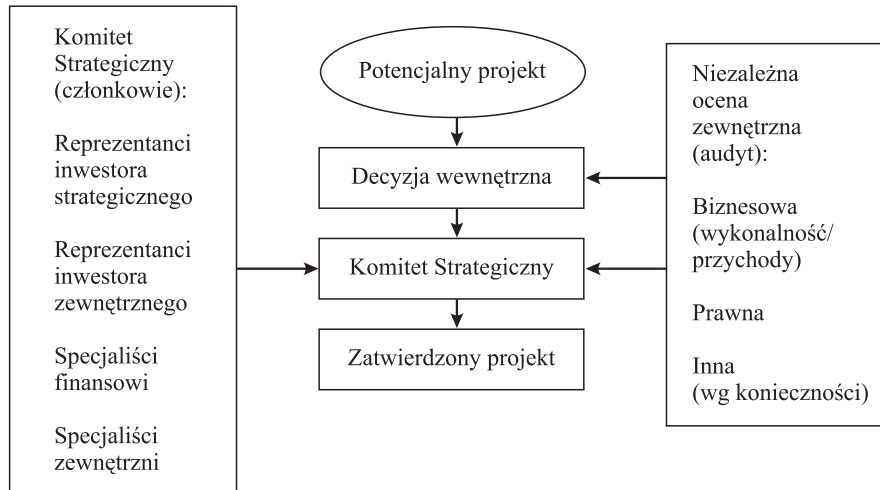 Komitet
Strategiczny
(członkowie):
Reprezentanci
inwestora
strategicznego
Reprezentanci
inwestora
zewnętrznego
Specjaliści
finansowi
Specjaliści
zewnętrzni
Potencjalny projekt
Decyzja wewnętrzna
Komitet Strategiczny
Zatwierdzony projekt
Niezależna
ocena
zewnętrzna
(audyt):
Biznesowa
(wykonalność/
przychody)
Prawna
Inna
(wg konieczności)